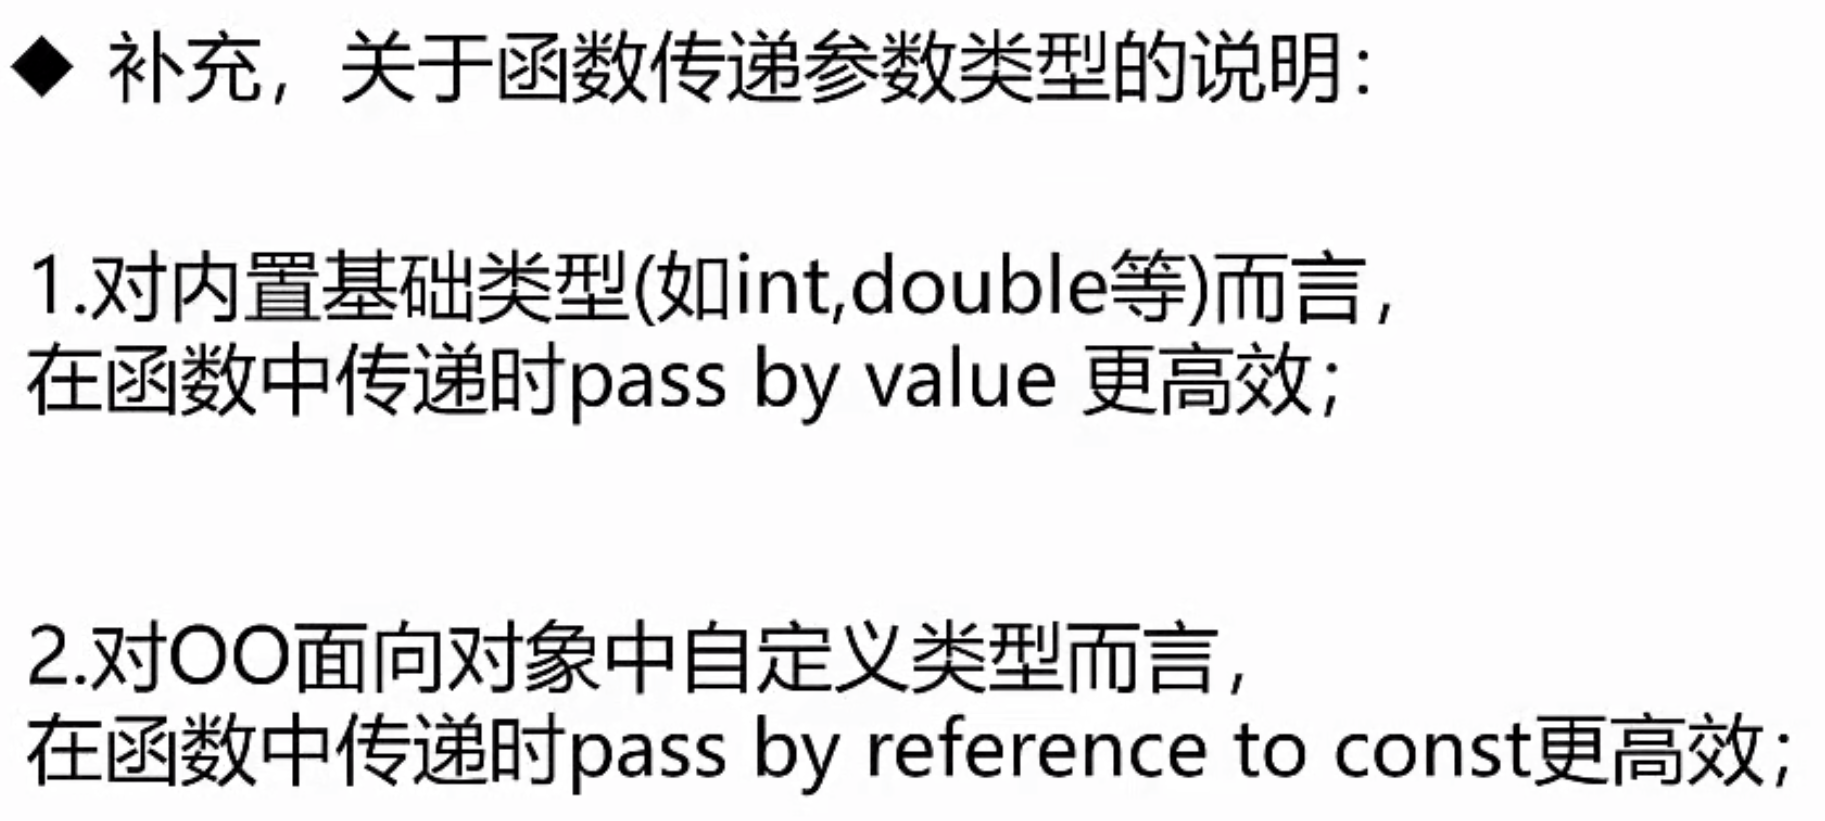 ◆ 补充，关于函数传递参数类型的说明：
1.对内置基础类型(如int,double等)而言，
在函数中传递时pass by value 更高效；
2.对OO面向对象中自定义类型而言，
在函数中传递时pass by reference to const更高效；